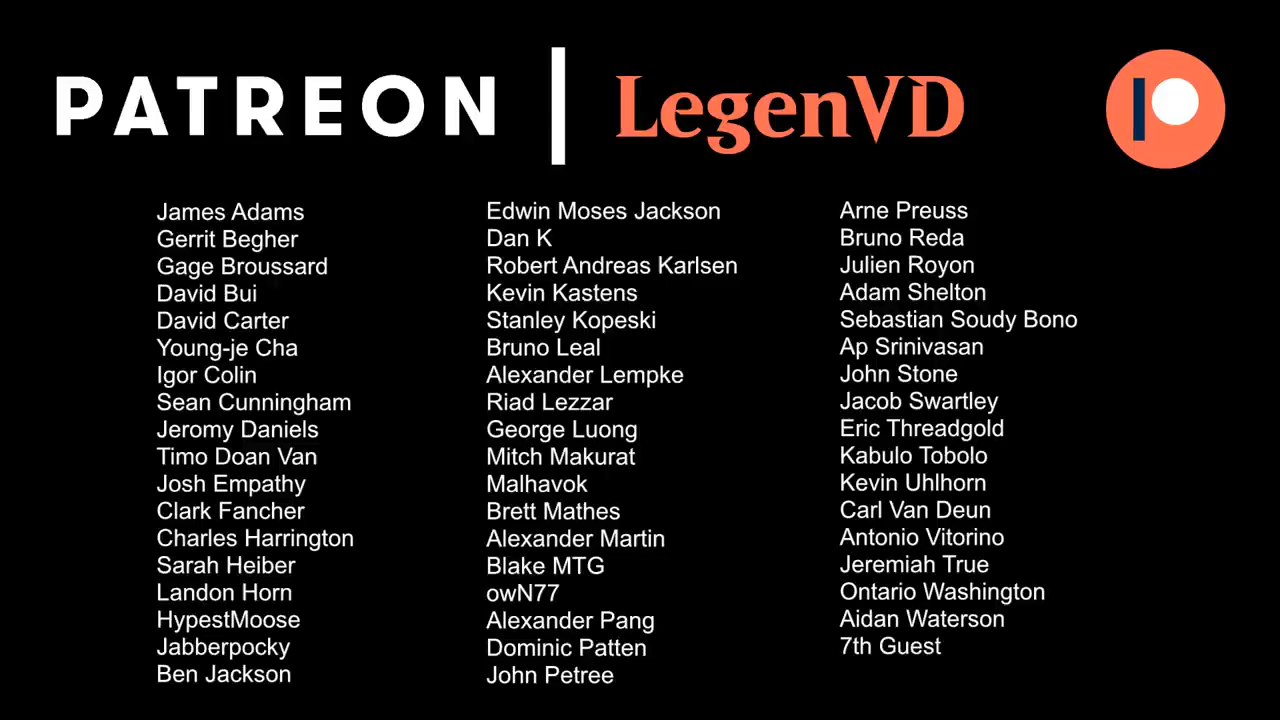 PATREON | LegenVD
James Adams
Gerrit Begher
Gage Broussard
David Bui
David Carter
Young-je Cha
Igor Colin
Sean Cunningham
Jeromy Daniels
Timo Doan Van
Josh Empathy
Clark Fancher
Charles Harrington
Sarah Heiber
Landon Horn
HypestMoose
Jabberpocky
Ben Jackson
Edwin Moses Jackson
Dan K
Robert Andreas Karlsen
Kevin Kastens
Stanley Kopeski
Bruno Leal
Alexander Lempke
Riad Lezzar
George Luong
Mitch Makurat
Malhavok
Brett Mathes
Alexander Martin
Blake MTG
owN77
Alexander Pang
Dominic Patten
John Petree
Arne Preuss
Bruno Reda
Julien Royon
Adam Shelton
Sebastian Soudy Bono
Ap Srinivasan
John Stone
Jacob Swartley
Eric Threadgold
Kabulo Tobolo
Kevin Uhlhorn
Carl Van Deun
Antonio Vitorino
Jeremiah True
Ontario Washington
Aidan Waterson
7th Guest